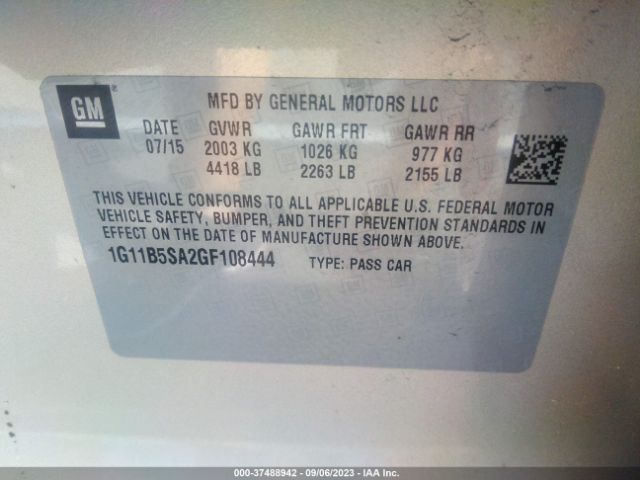 GM
MFD BY GENERAL MOTORS LLC
DATE GVWR GAWR FRT GAWR RR
07/15 2003 KG 1026 KG 977 KG
4418 LB 2263 LB 2155 LB
THIS VEHICLE CONFORMS TO ALL APPLICABLE U.S. FEDERAL MOTOR
VEHICLE SAFETY, BUMPER, AND THEFT PREVENTION STANDARDS IN
EFFECT ON THE DATE OF MANUFACTURE SHOWN ABOVE.
1G11B5SA2GF108444 TYPE: PASS CAR
000-37488942 - 09/06/2023 - IAA Inc.